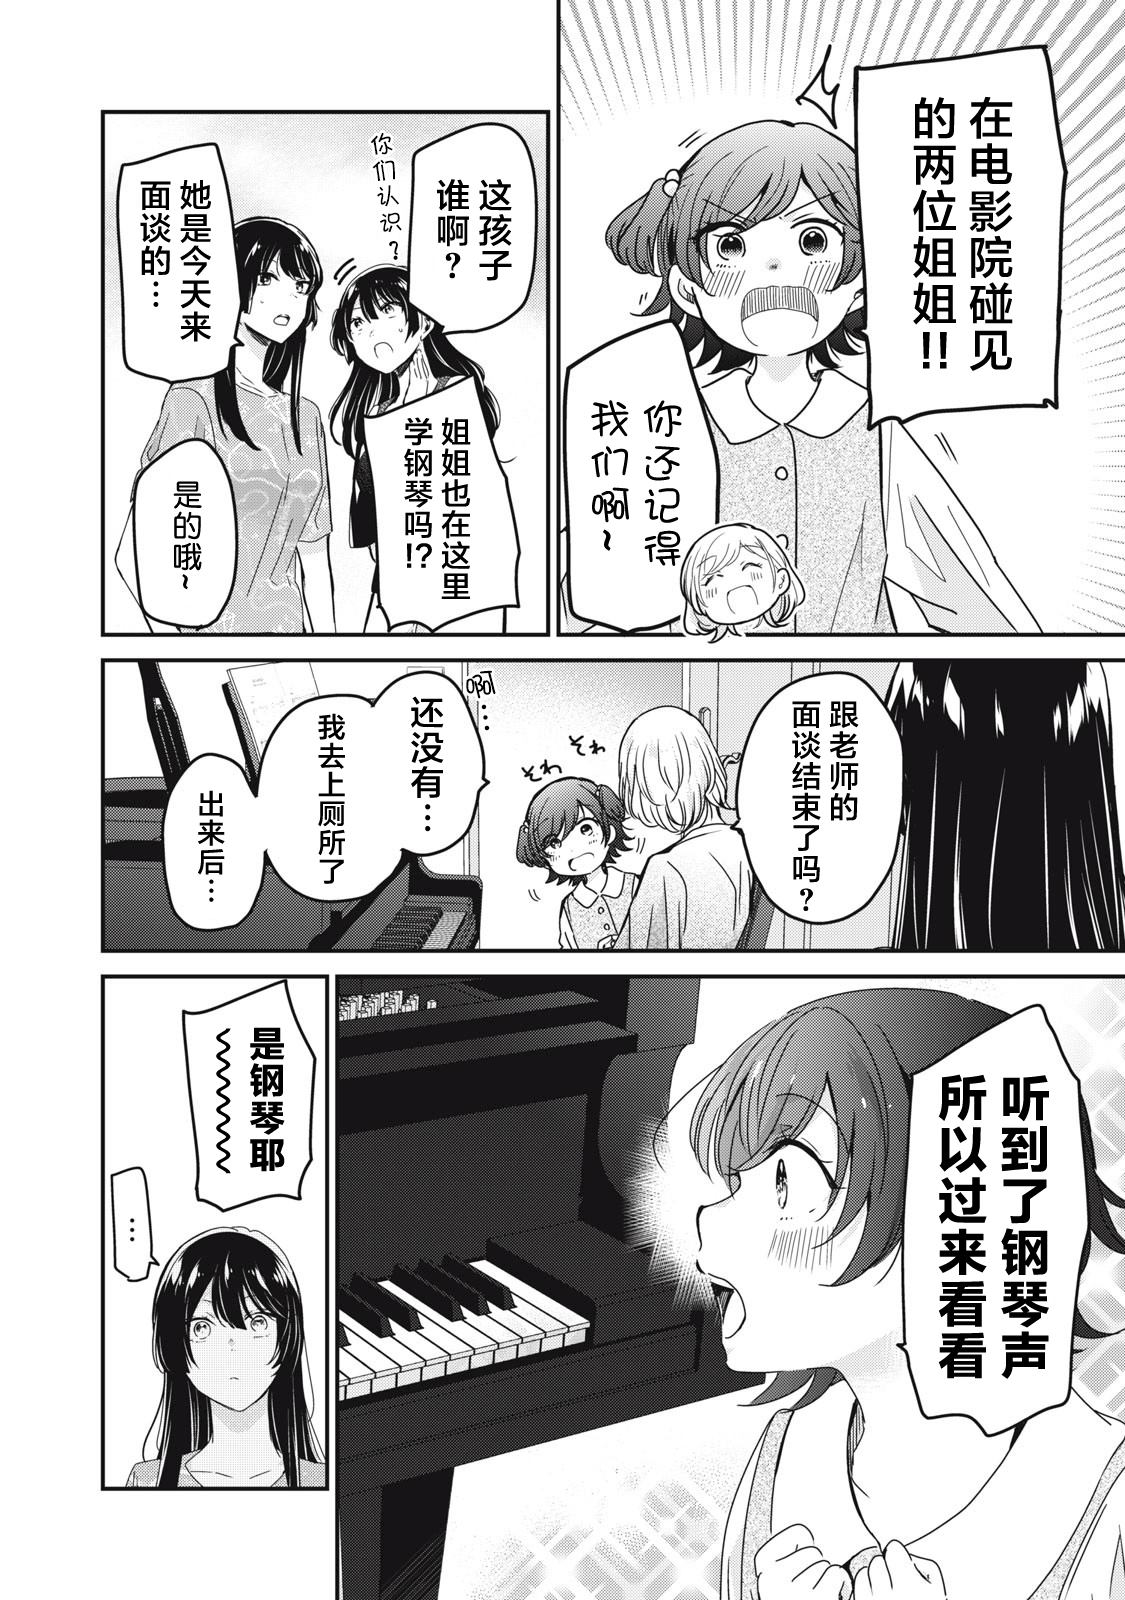 在电影院碰见
的两位姐姐!!
你还记得
我们啊~
这孩子
谁啊?
你们认识?
她是今天来
面谈的…
姐姐也在这里
学钢琴吗!?
是的哦~
跟老师的
面谈结束了吗?
そわ
そわ
啊…
还没有…
我去上厕所了
出来后…
听到了钢琴声
所以过来看看
是钢琴耶
…